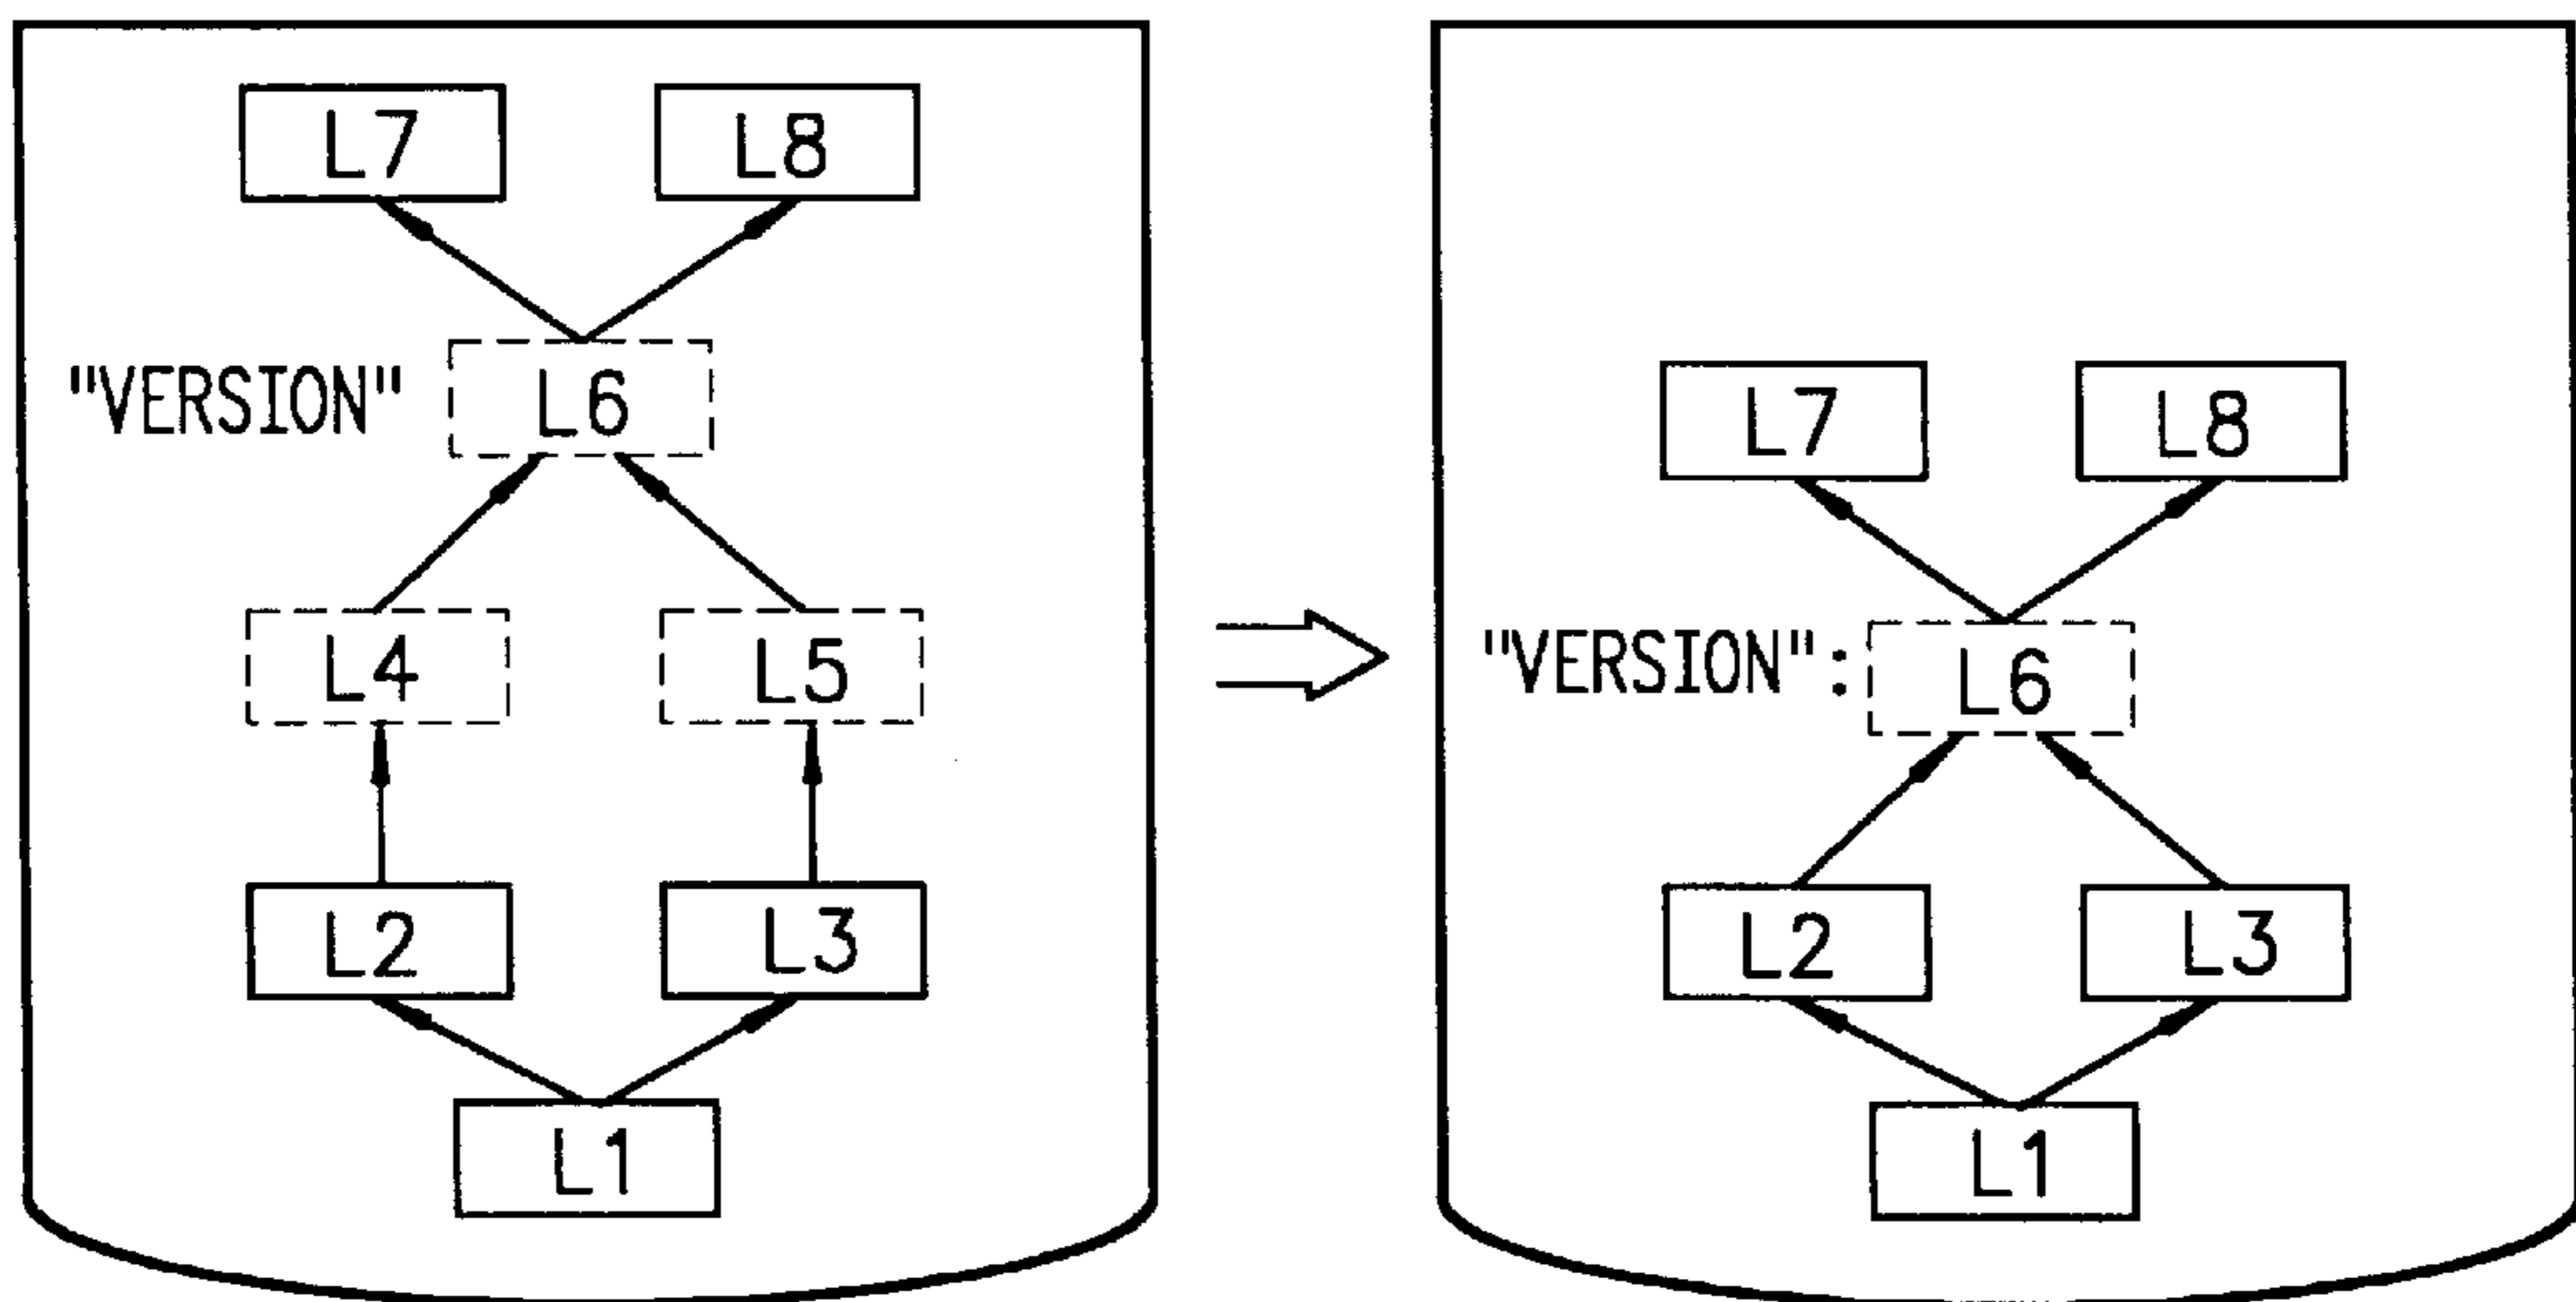 L7 L8
"VERSION" L6
L4 L5
L2 L3
L1
L7 L8
"VERSION": L6
L2 L3
L1